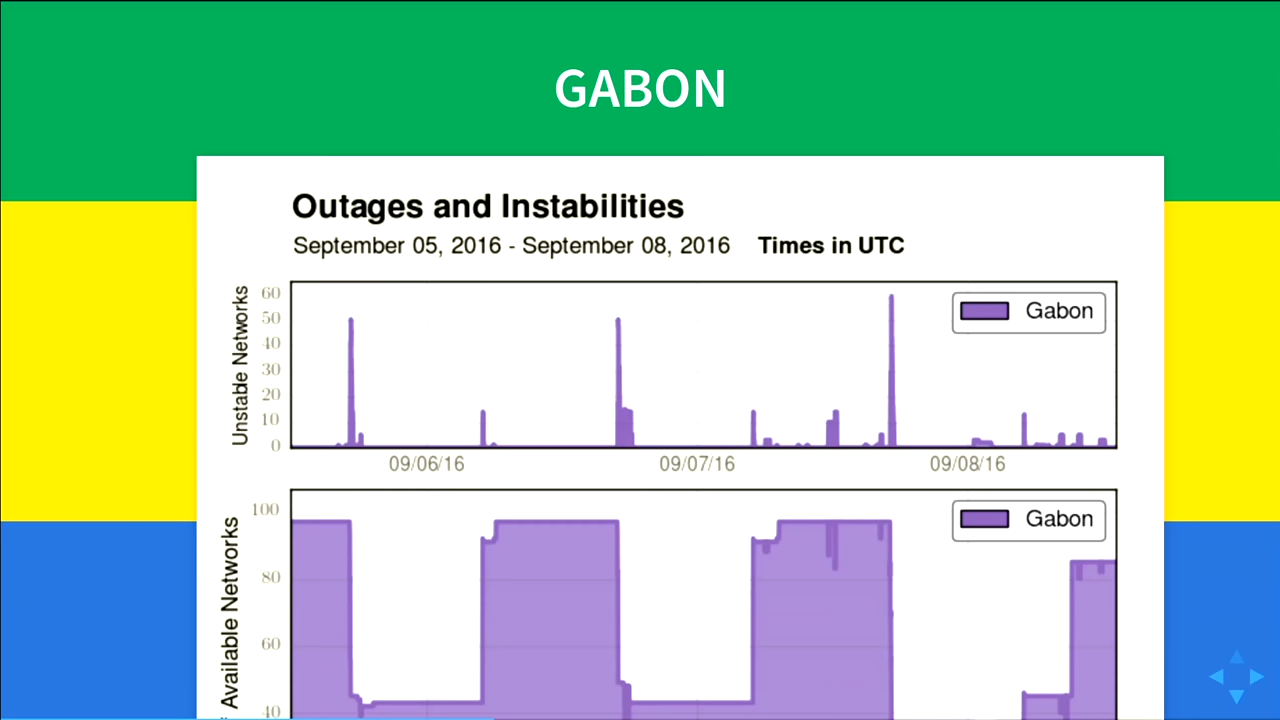 GABON
Outages and Instabilities
September 05, 2016 - September 08, 2016 Times in UTC
Unstable Networks
60
50
40
30
20
10
0
Gabon
09/06/16 09/07/16 09/08/16
Available Networks
100
80
60
40
Gabon